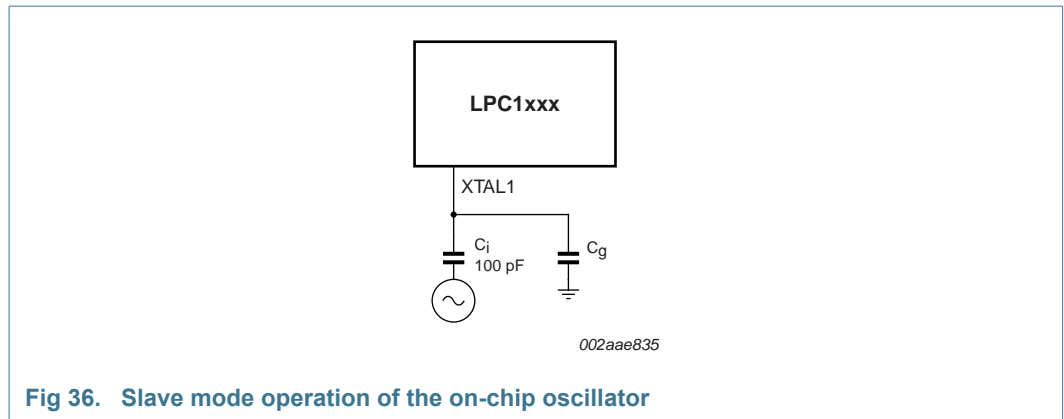 LPC1xxx
XTAL1
Ci
100 pF
Cg
002aae835
Fig 36. Slave mode operation of the on-chip oscillator